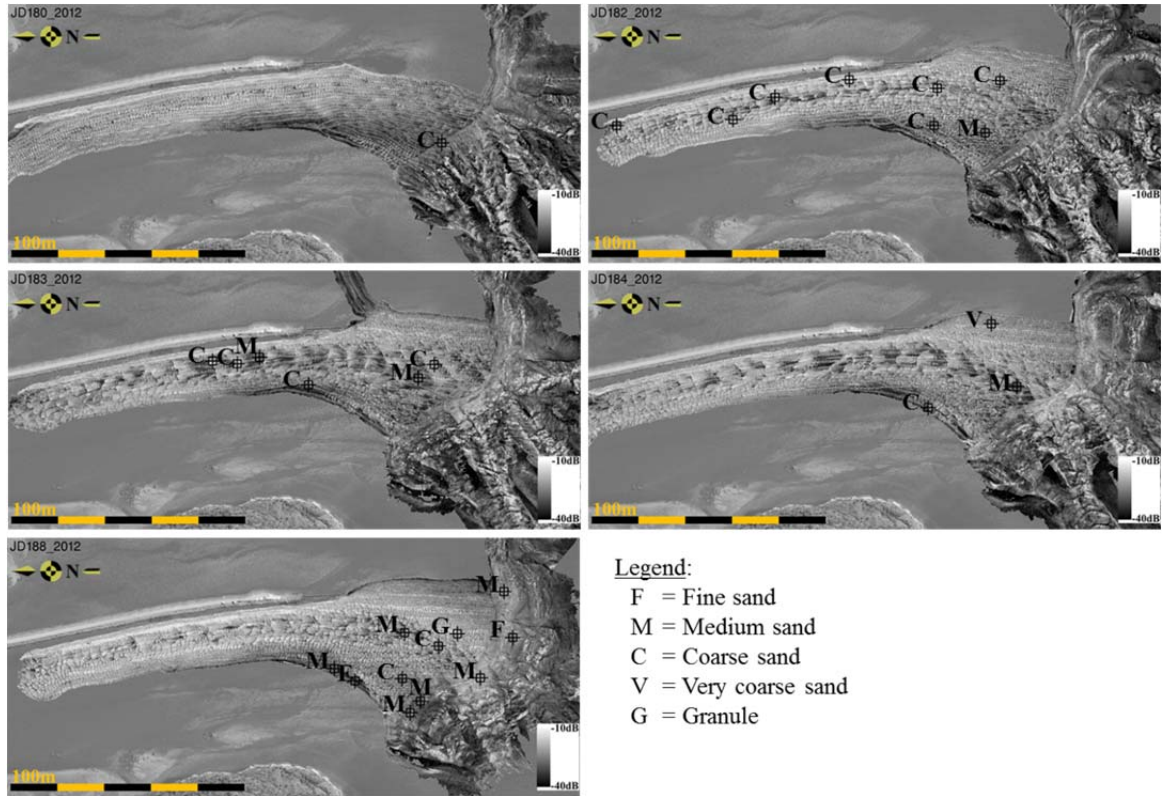 JD180_2012
N
C
-10dB
-40dB
100m
JD182_2012
N
C
C
C
C
C
C
C
M
-10dB
-40dB
100m
JD183_2012
N
C
C
M
C
M
C
-10dB
-40dB
100m
JD184_2012
N
V
M
C
-10dB
-40dB
100m
JD188_2012
N
M
M
G
F
C
M
F
C
M
M
M
-10dB
-40dB
100m
Legend:
F = Fine sand
M = Medium sand
C = Coarse sand
V = Very coarse sand
G = Granule